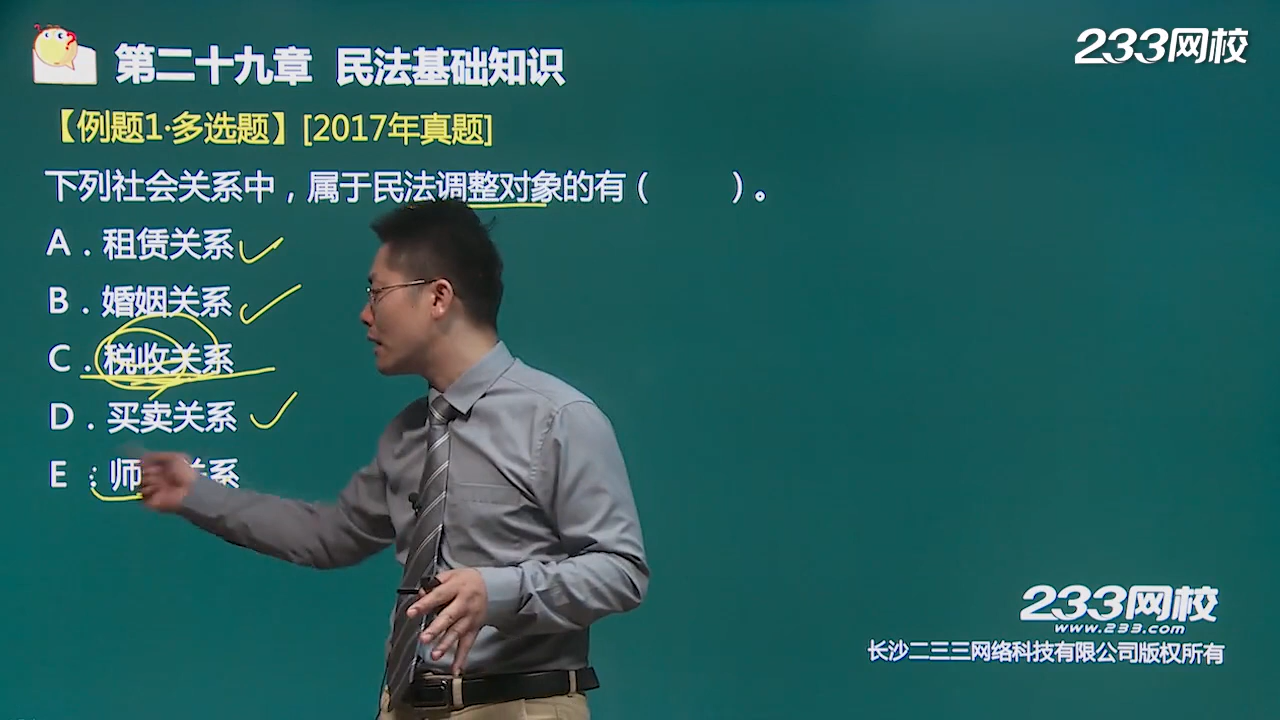 第二十九章 民法基础知识
233网校
【例题1·多选题】[2017年真题]
下列社会关系中，属于民法调整对象的有（ ）。
A．租赁关系
B．婚姻关系
C．税收关系
D．买卖关系
E．师 关系
233网校
www.233.com
长沙二三三网络科技有限公司版权所有